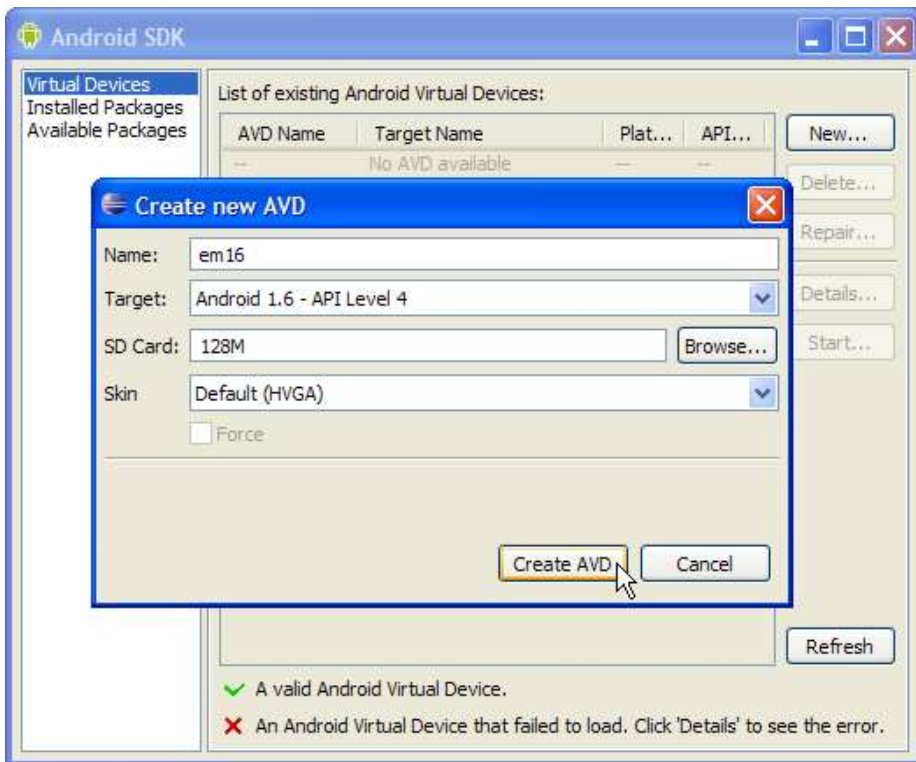 Android SDK
Virtual Devices
Installed Packages
Available Packages
List of existing Android Virtual Devices:
AVD Name Target Name Plat... API...
-- No AVD available -- --
New...
Delete...
Repair...
Details...
Start...
Refresh
Create new AVD
Name: em16
Target: Android 1.6 - API Level 4
SD Card: 128M Browse...
Skin Default (HVGA)
Force
Create AVD Cancel
A valid Android Virtual Device.
An Android Virtual Device that failed to load. Click 'Details' to see the error.